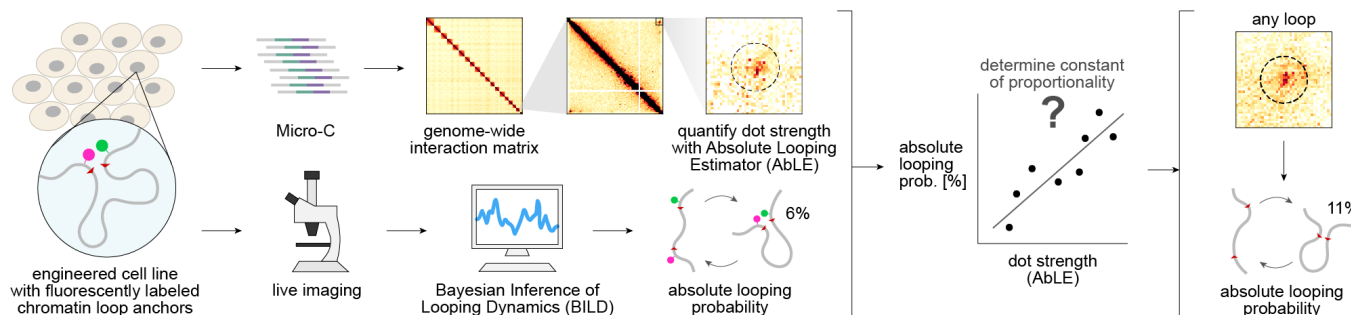 engineered cell line
with fluorescently labeled
chromatin loop anchors
Micro-C
genome-wide
interaction matrix
quantify dot strength
with Absolute Looping
Estimator (AbLE)
live imaging
Bayesian Inference of
Looping Dynamics (BILD)
6%
absolute looping
probability
determine constant
of proportionality
?
absolute
looping
prob. [%]
dot strength
(AbLE)
any loop
11%
absolute looping
probability